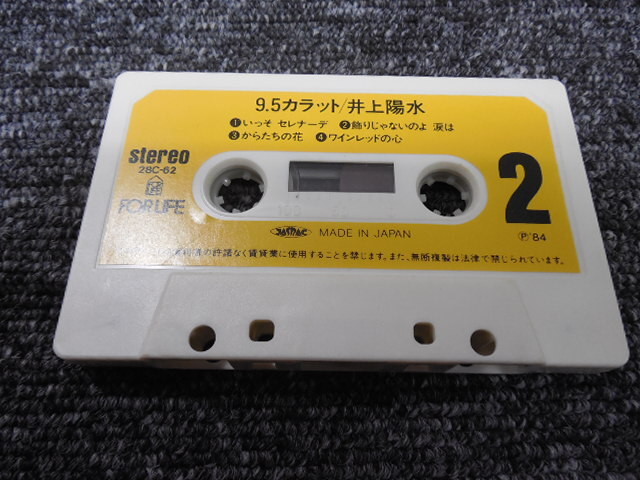 9.5カラット/井上陽水
❶いっそ セレナーデ ❷飾りじゃないのよ 涙は
❸からたちの花 ❹ワインレッドの心
stereo
28C-62
FOR LIFE
2
JASRAC MADE IN JAPAN
Ⓟ'84
の許諾なく賃貸業に使用することを禁じます。また、無断複製は法律で禁じられています。